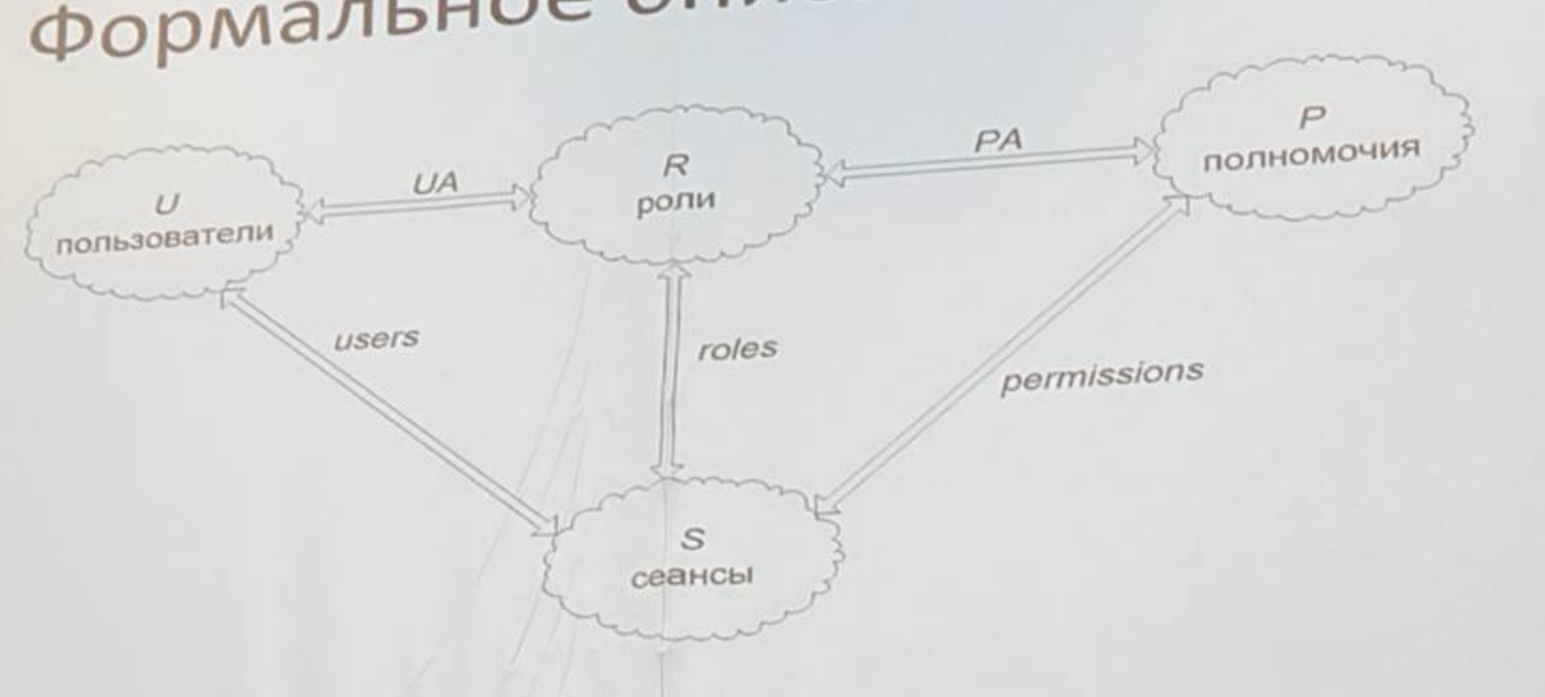 Формальное
UA
PA
U
пользователи
R
роли
P
полномочия
users
roles
permissions
S
сеансы